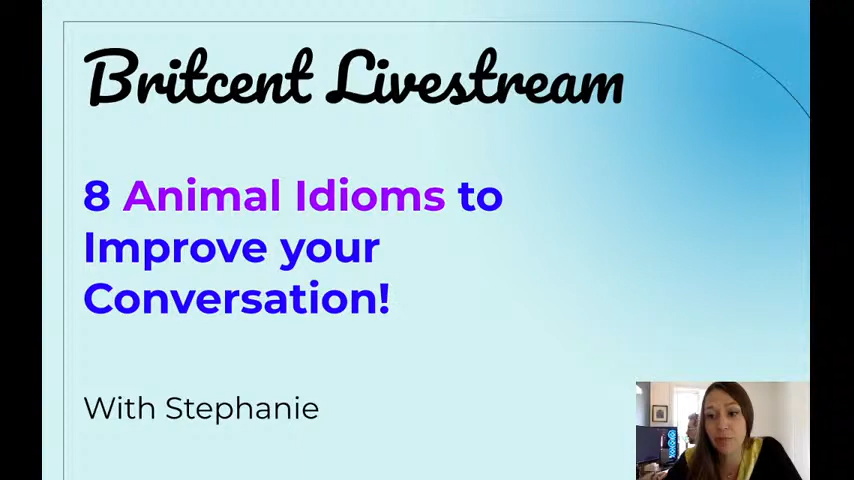 Britcent Livestream
8 Animal Idioms to
Improve your
Conversation!
With Stephanie